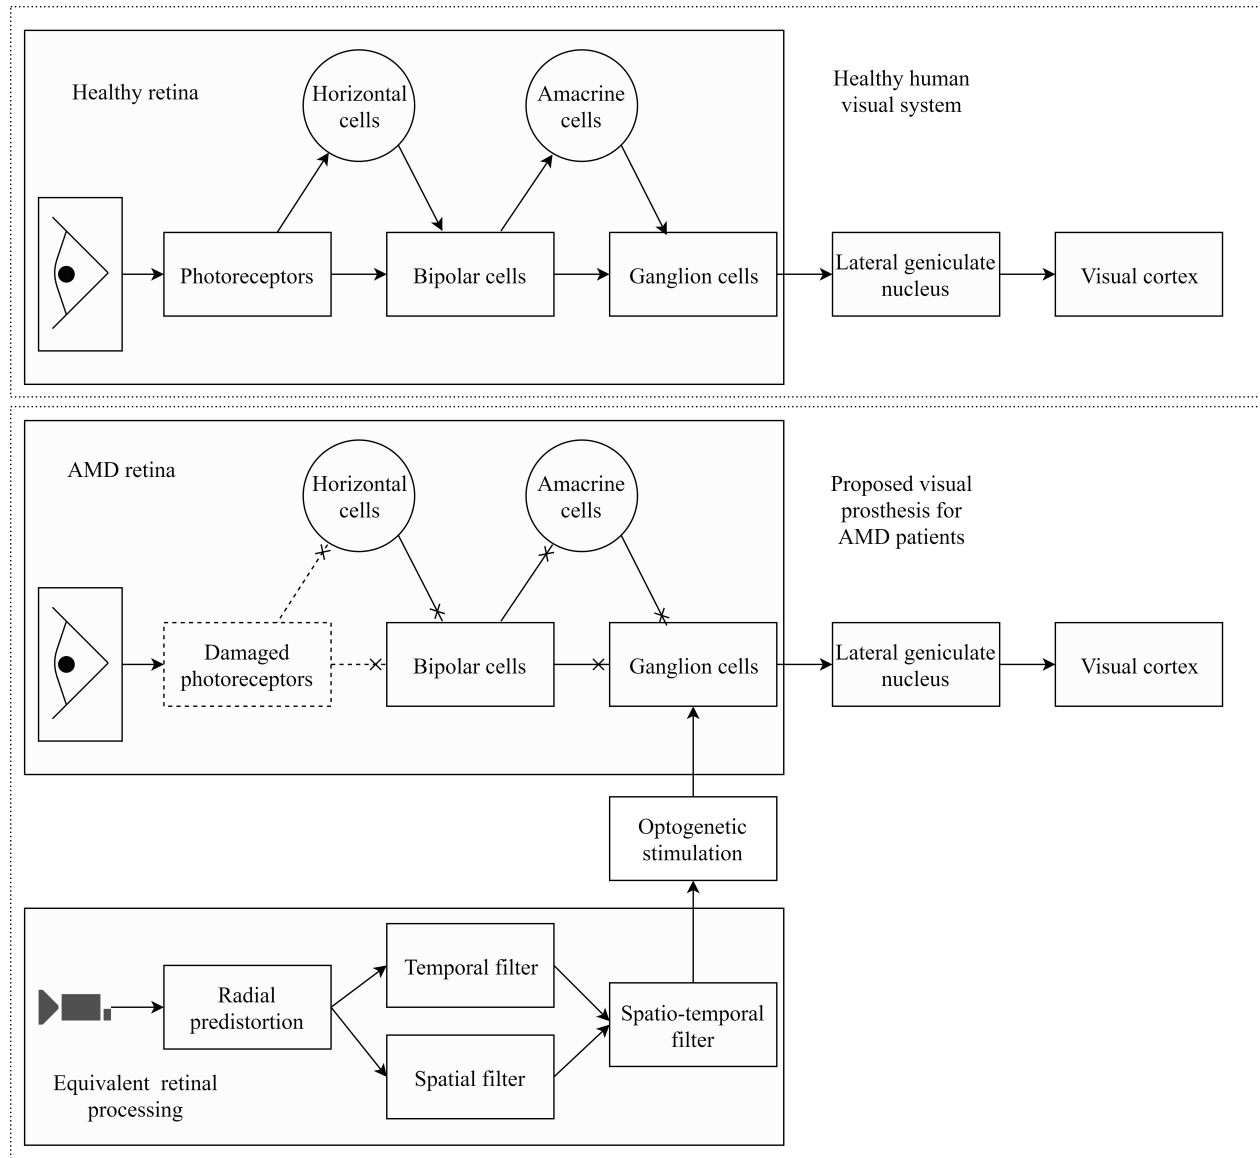 Healthy retina
Horizontal
cells
Amacrine
cells
Healthy human
visual system
Photoreceptors
Bipolar cells
Ganglion cells
Lateral geniculate
nucleus
Visual cortex
AMD retina
Horizontal
cells
Amacrine
cells
Proposed visual
prosthesis for
AMD patients
Damaged
photoreceptors
Bipolar cells
Ganglion cells
Lateral geniculate
nucleus
Visual cortex
Optogenetic
stimulation
Radial
predistortion
Temporal filter
Spatial filter
Spatio-temporal
filter
Equivalent retinal
processing